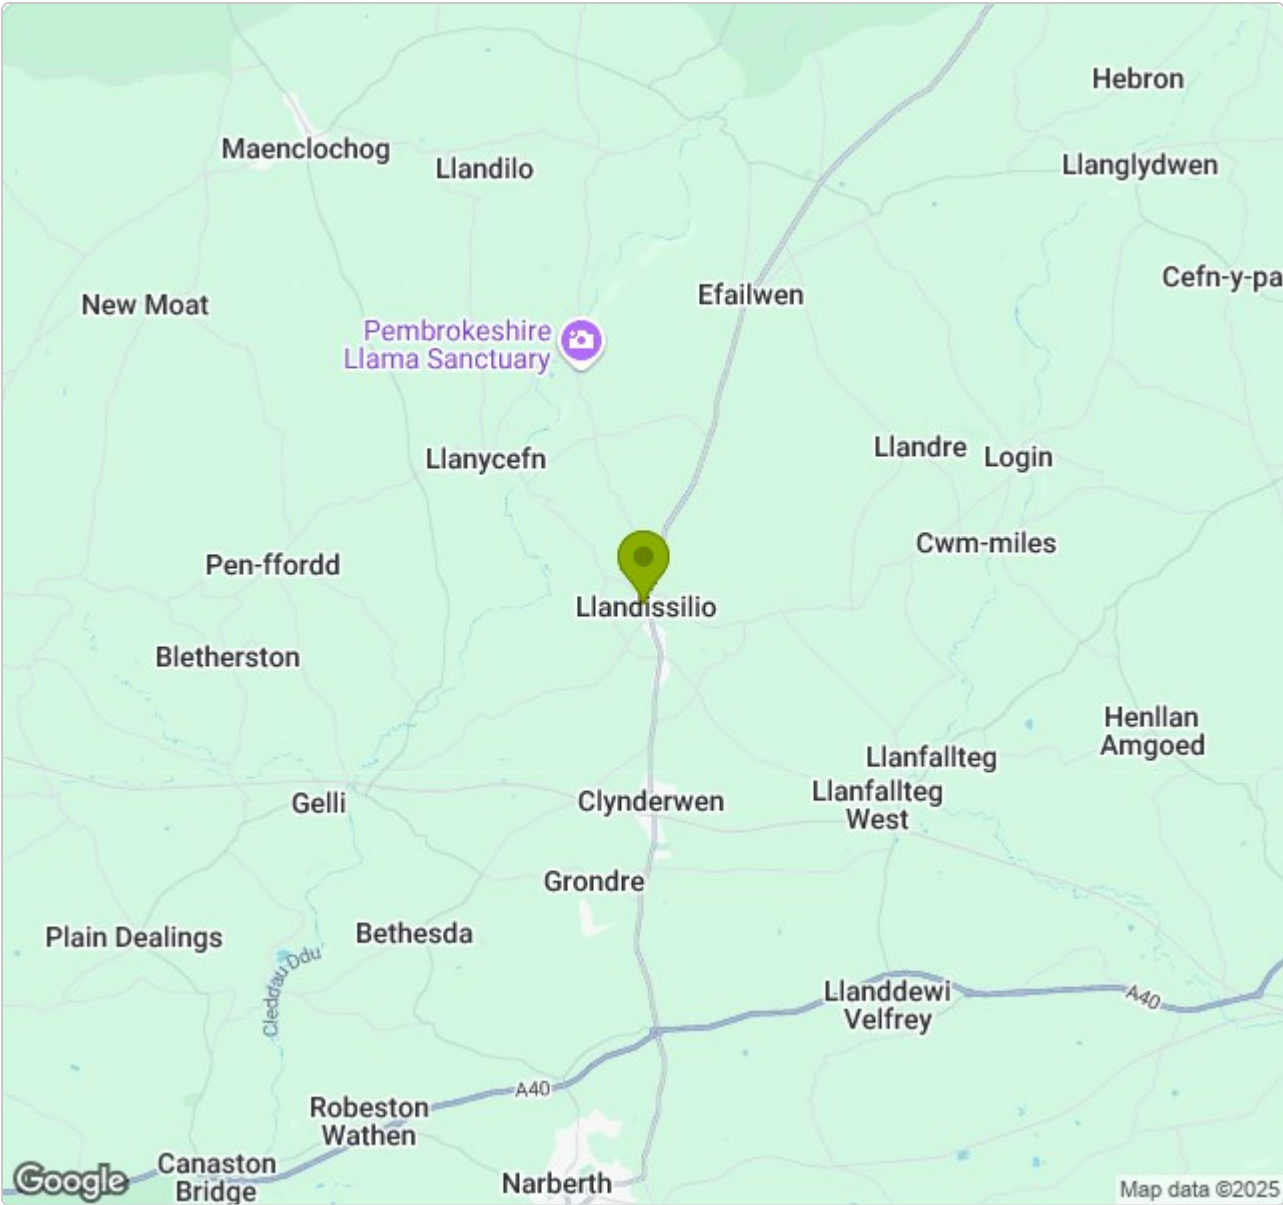 Hebron
Maenclochog
Llandilo
Llanglydwen
Cefn-y-pa
New Moat
Efailwen
Pembrokeshire
Llama Sanctuary
Llandre
Login
Llanycefn
Cwm-miles
Pen-ffordd
Llandissilio
Bletherston
Henllan
Amgoed
Llanfallteg
Gelli
Clynderwen
Llanfallteg
West
Grondre
Plain Dealings
Bethesda
Cleddau Ddu
Llanddewi
Velfrey
A40
A40
Robeston
Wathen
Canaston
Bridge
Narberth
Google
Map data ©2025